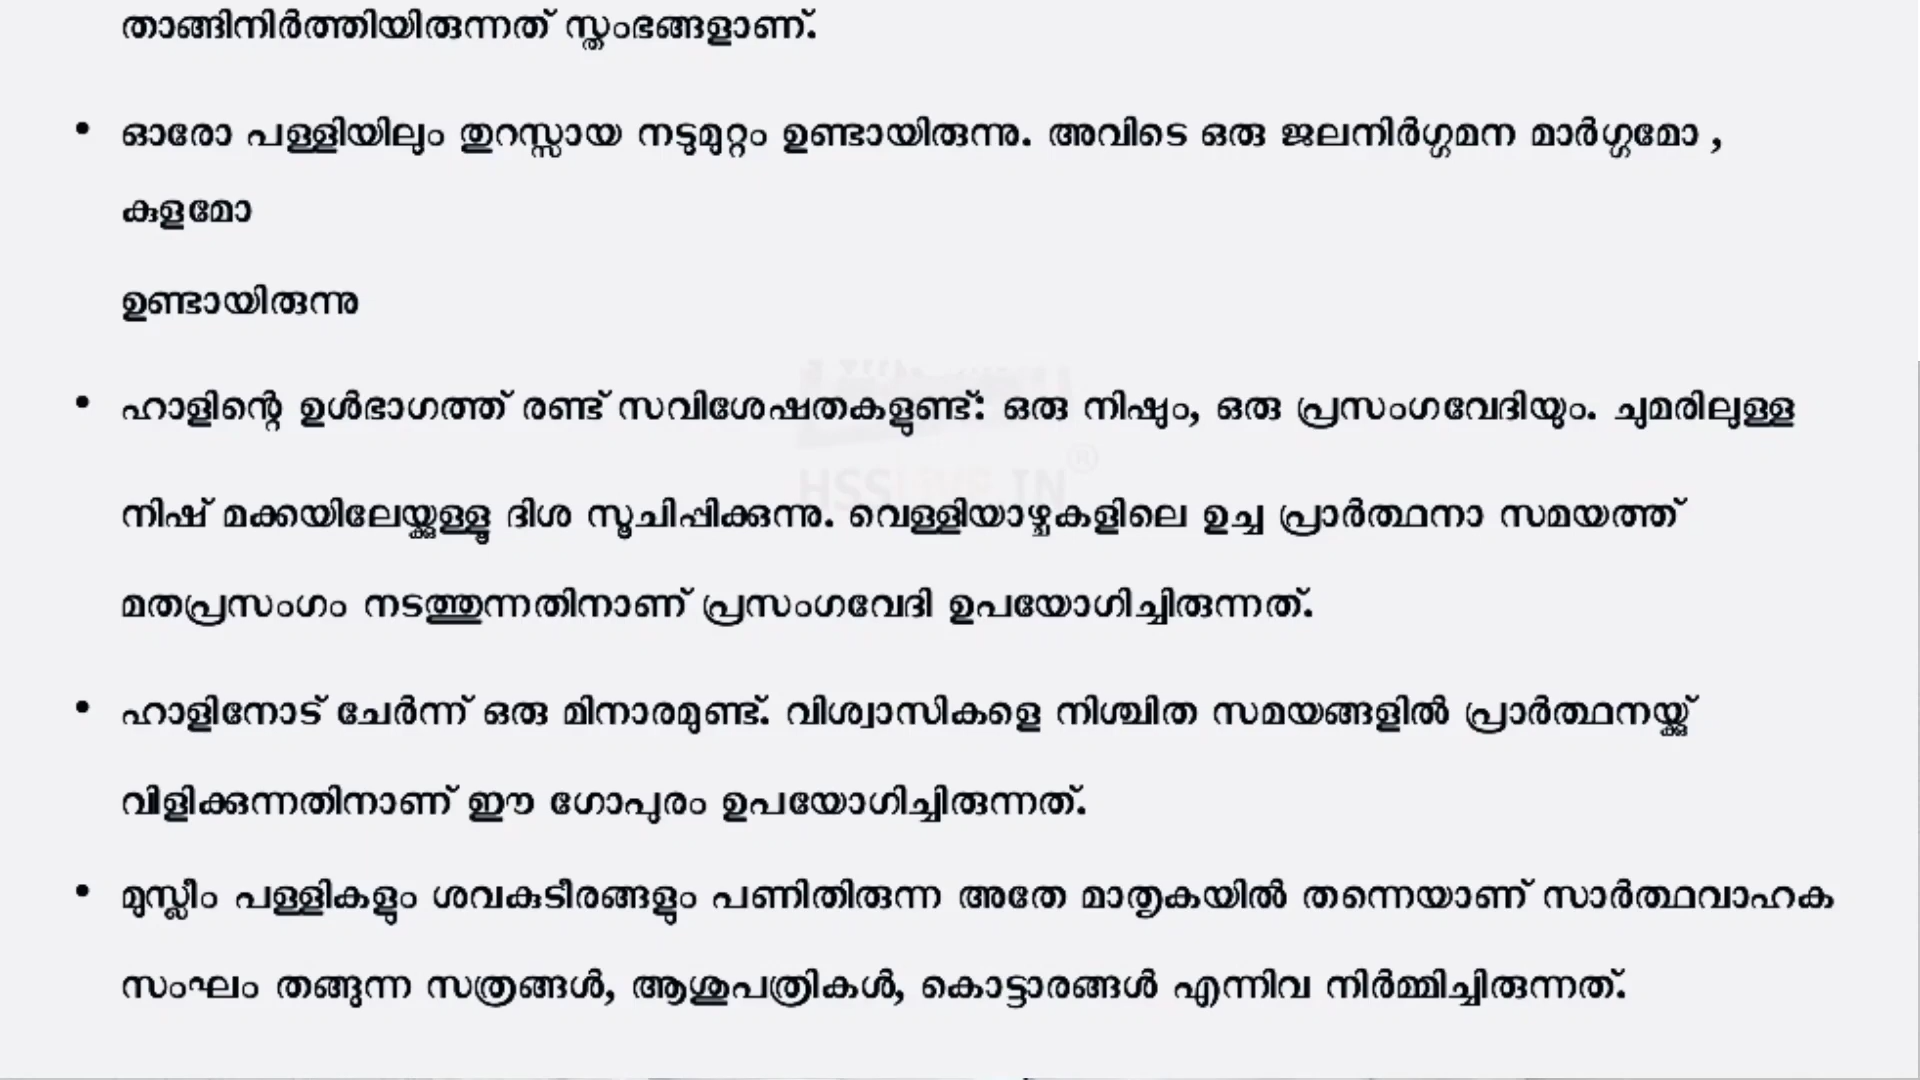 താങ്ങിനിർത്തിയിരുന്നത് സ്തംഭങ്ങളാണ്.
• ഓരോ പള്ളിയിലും തുറസ്സായ നടുമുറ്റം ഉണ്ടായിരുന്നു. അവിടെ ഒരു ജലനിർഗ്ഗമന മാർഗ്ഗമോ ,
കുളമോ
ഉണ്ടായിരുന്നു
• ഹാളിന്റെ ഉൾഭാഗത്ത് രണ്ട് സവിശേഷതകളുണ്ട്: ഒരു നിഷും, ഒരു പ്രസംഗവേദിയും. ചുമരിലുള്ള
HSSLIVE.IN®
നിഷ് മക്കയിലേയ്ക്കുള്ളൂ ദിശ സൂചിപ്പിക്കുന്നു. വെള്ളിയാഴ്ചകളിലെ ഉച്ച പ്രാർത്ഥനാ സമയത്ത്
മതപ്രസംഗം നടത്തുന്നതിനാണ് പ്രസംഗവേദി ഉപയോഗിച്ചിരുന്നത്.
• ഹാളിനോട് ചേർന്ന് ഒരു മിനാരമുണ്ട്. വിശ്വാസികളെ നിശ്ചിത സമയങ്ങളിൽ പ്രാർത്ഥനയ്ക്ക്
വിളിക്കുന്നതിനാണ് ഈ ഗോപുരം ഉപയോഗിച്ചിരുന്നത്.
• മുസ്ലീം പള്ളികളും ശവകുടീരങ്ങളും പണിതിരുന്ന അതേ മാതൃകയിൽ തന്നെയാണ് സാർത്ഥവാഹക
സംഘം തങ്ങുന്ന സത്രങ്ങൾ, ആശുപത്രികൾ, കൊട്ടാരങ്ങൾ എന്നിവ നിർമ്മിച്ചിരുന്നത്.